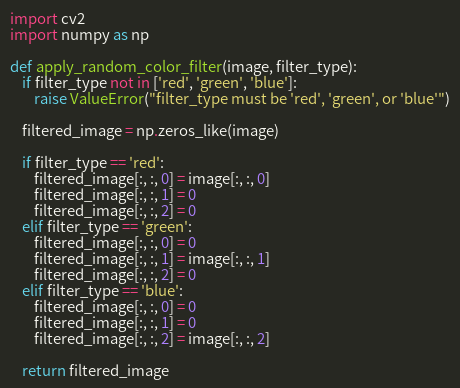 import cv2
import numpy as np

def apply_random_color_filter(image, filter_type):
    if filter_type not in ['red', 'green', 'blue']:
        raise ValueError("filter_type must be 'red', 'green', or 'blue'")

    filtered_image = np.zeros_like(image)

    if filter_type == 'red':
        filtered_image[:, :, 0] = image[:, :, 0]
        filtered_image[:, :, 1] = 0
        filtered_image[:, :, 2] = 0
    elif filter_type == 'green':
        filtered_image[:, :, 0] = 0
        filtered_image[:, :, 1] = image[:, :, 1]
        filtered_image[:, :, 2] = 0
    elif filter_type == 'blue':
        filtered_image[:, :, 0] = 0
        filtered_image[:, :, 1] = 0
        filtered_image[:, :, 2] = image[:, :, 2]

    return filtered_image